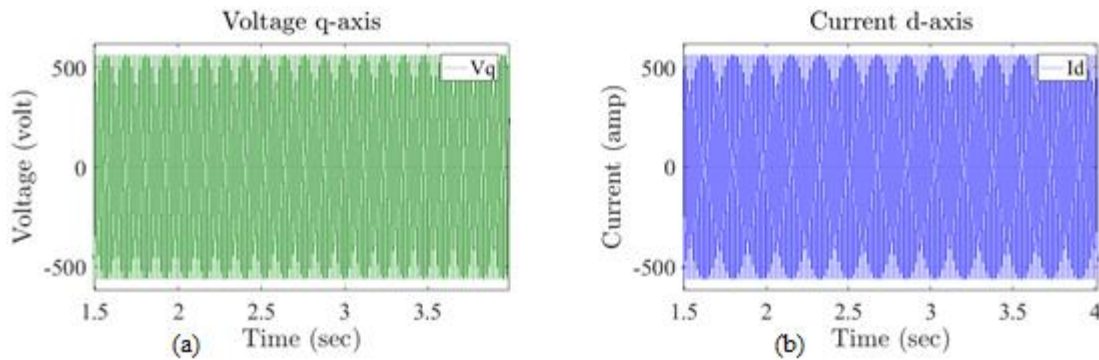 Voltage q-axis
Vq
500
0
-500
Voltage (volt)
1.5 2 2.5 3 3.5
Time (sec)
(a)
Current d-axis
Id
500
0
-500
Current (amp)
1.5 2 2.5 3 3.5 4
Time (sec)
(b)